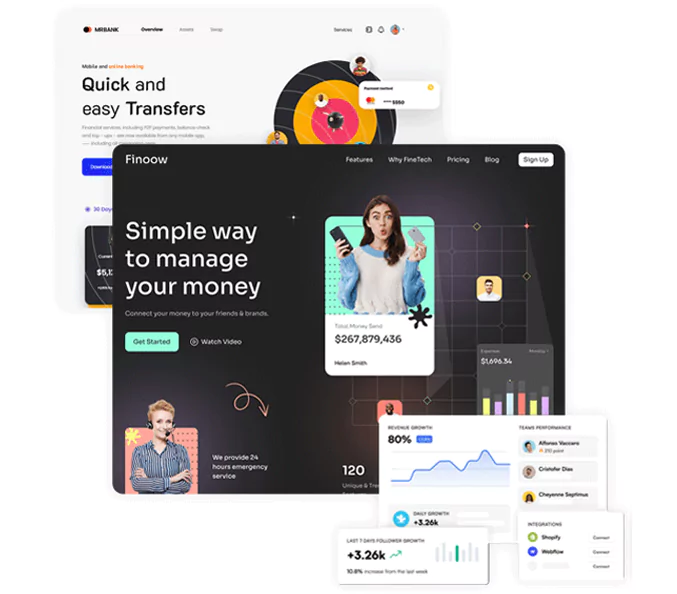 MRBANK
Overview
Assets
Swap
Services
Mobile and online banking
Quick and
easy Transfers
Financial services, including P2P payments, balance check
and top - ups - are now available from any mobile app,
Payment method
$550
Download
30 Days
Current
Finoow
Features
Why FineTech
Pricing
Blog
Sign Up
Simple way
to manage
your money
Connect your money to your friends & brands.
Get Started
Watch Video
Total Money Send
$267,879,436
Helen Smith
Expenses
Monthly
$1,696.34
We provide 24
hours emergency
service
120
Unique & Tre
REVENUE GROWTH
80%
TEAMS PERFORMANCE
Alfonso Vaccaro
210 point
Cristofer Dias
Cheyenne Septimus
DAILY GROWTH
+3.26k
INTEGRATIONS
Shopify
Connect
Webflow
Connect
Connect
LAST 7 DAYS FOLLOWER GROWTH
+3.26k
10.8% increase from the last week